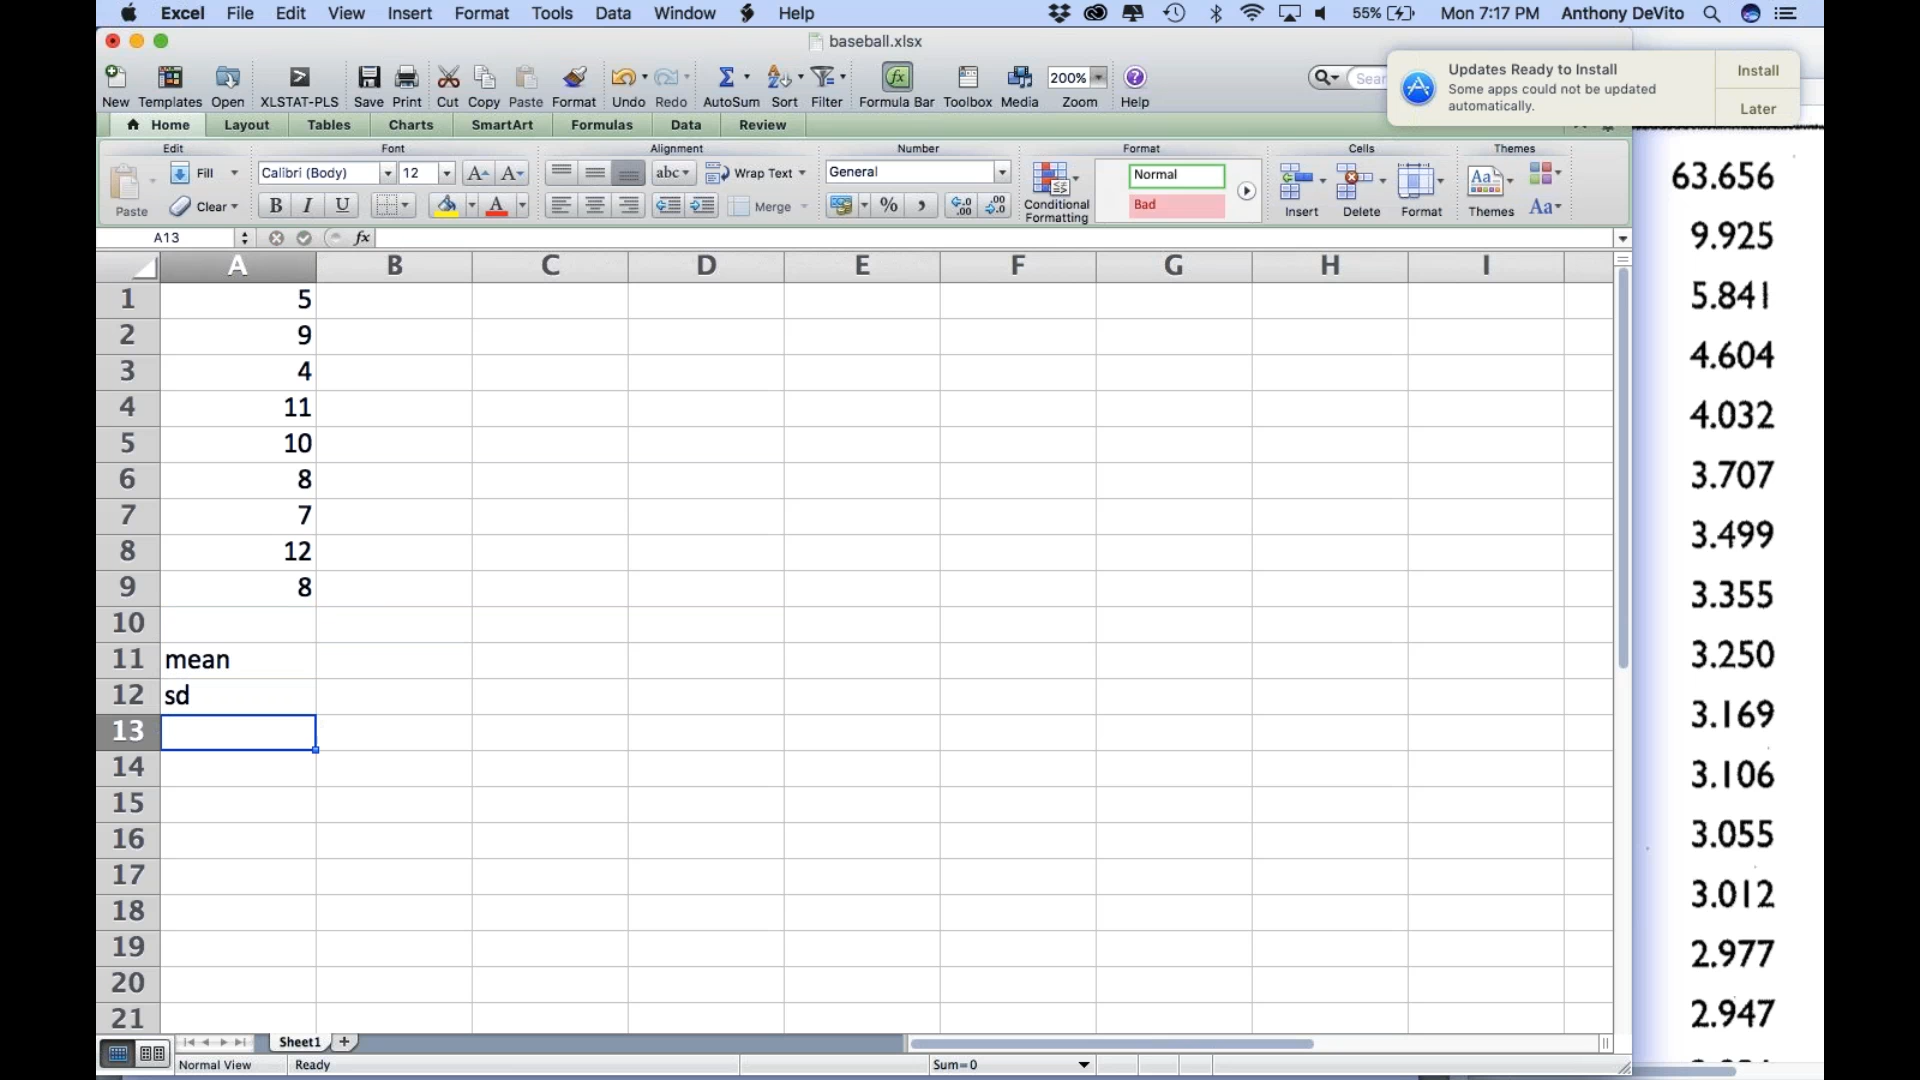 Excel File Edit View Insert Format Tools Data Window Help 55% Mon 7:17 PM Anthony DeVito
baseball.xlsx
Updates Ready to Install
Some apps could not be updated
automatically.
Install
Later
New Templates Open XLSTAT-PLS Save Print Cut Copy Paste Format Undo Redo AutoSum Sort Filter Formula Bar Toolbox Media 200% Zoom Help
Home Layout Tables Charts SmartArt Formulas Data Review
Edit Font Alignment Number Format Cells Themes
Paste Fill Clear Calibri (Body) 12 A A B I U A abc Wrap Text Merge General % , .0 .00 .00 .0 Conditional Formatting Normal Bad Insert Delete Format Themes Aa Aa
A13 fx
A B C D E F G H I
1 5
2 9
3 4
4 11
5 10
6 8
7 7
8 12
9 8
10
11 mean
12 sd
13
14
15
16
17
18
19
20
21
Sheet1
Normal View Ready Sum=0
63.656
9.925
5.841
4.604
4.032
3.707
3.499
3.355
3.250
3.169
3.106
3.055
3.012
2.977
2.947